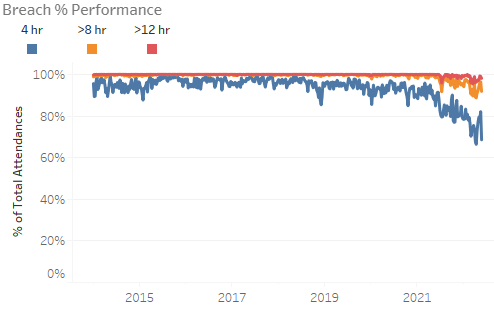 Breach % Performance
4 hr >8 hr >12 hr
100%
80%
60%
40%
20%
0%
% of Total Attendances
2015 2017 2019 2021